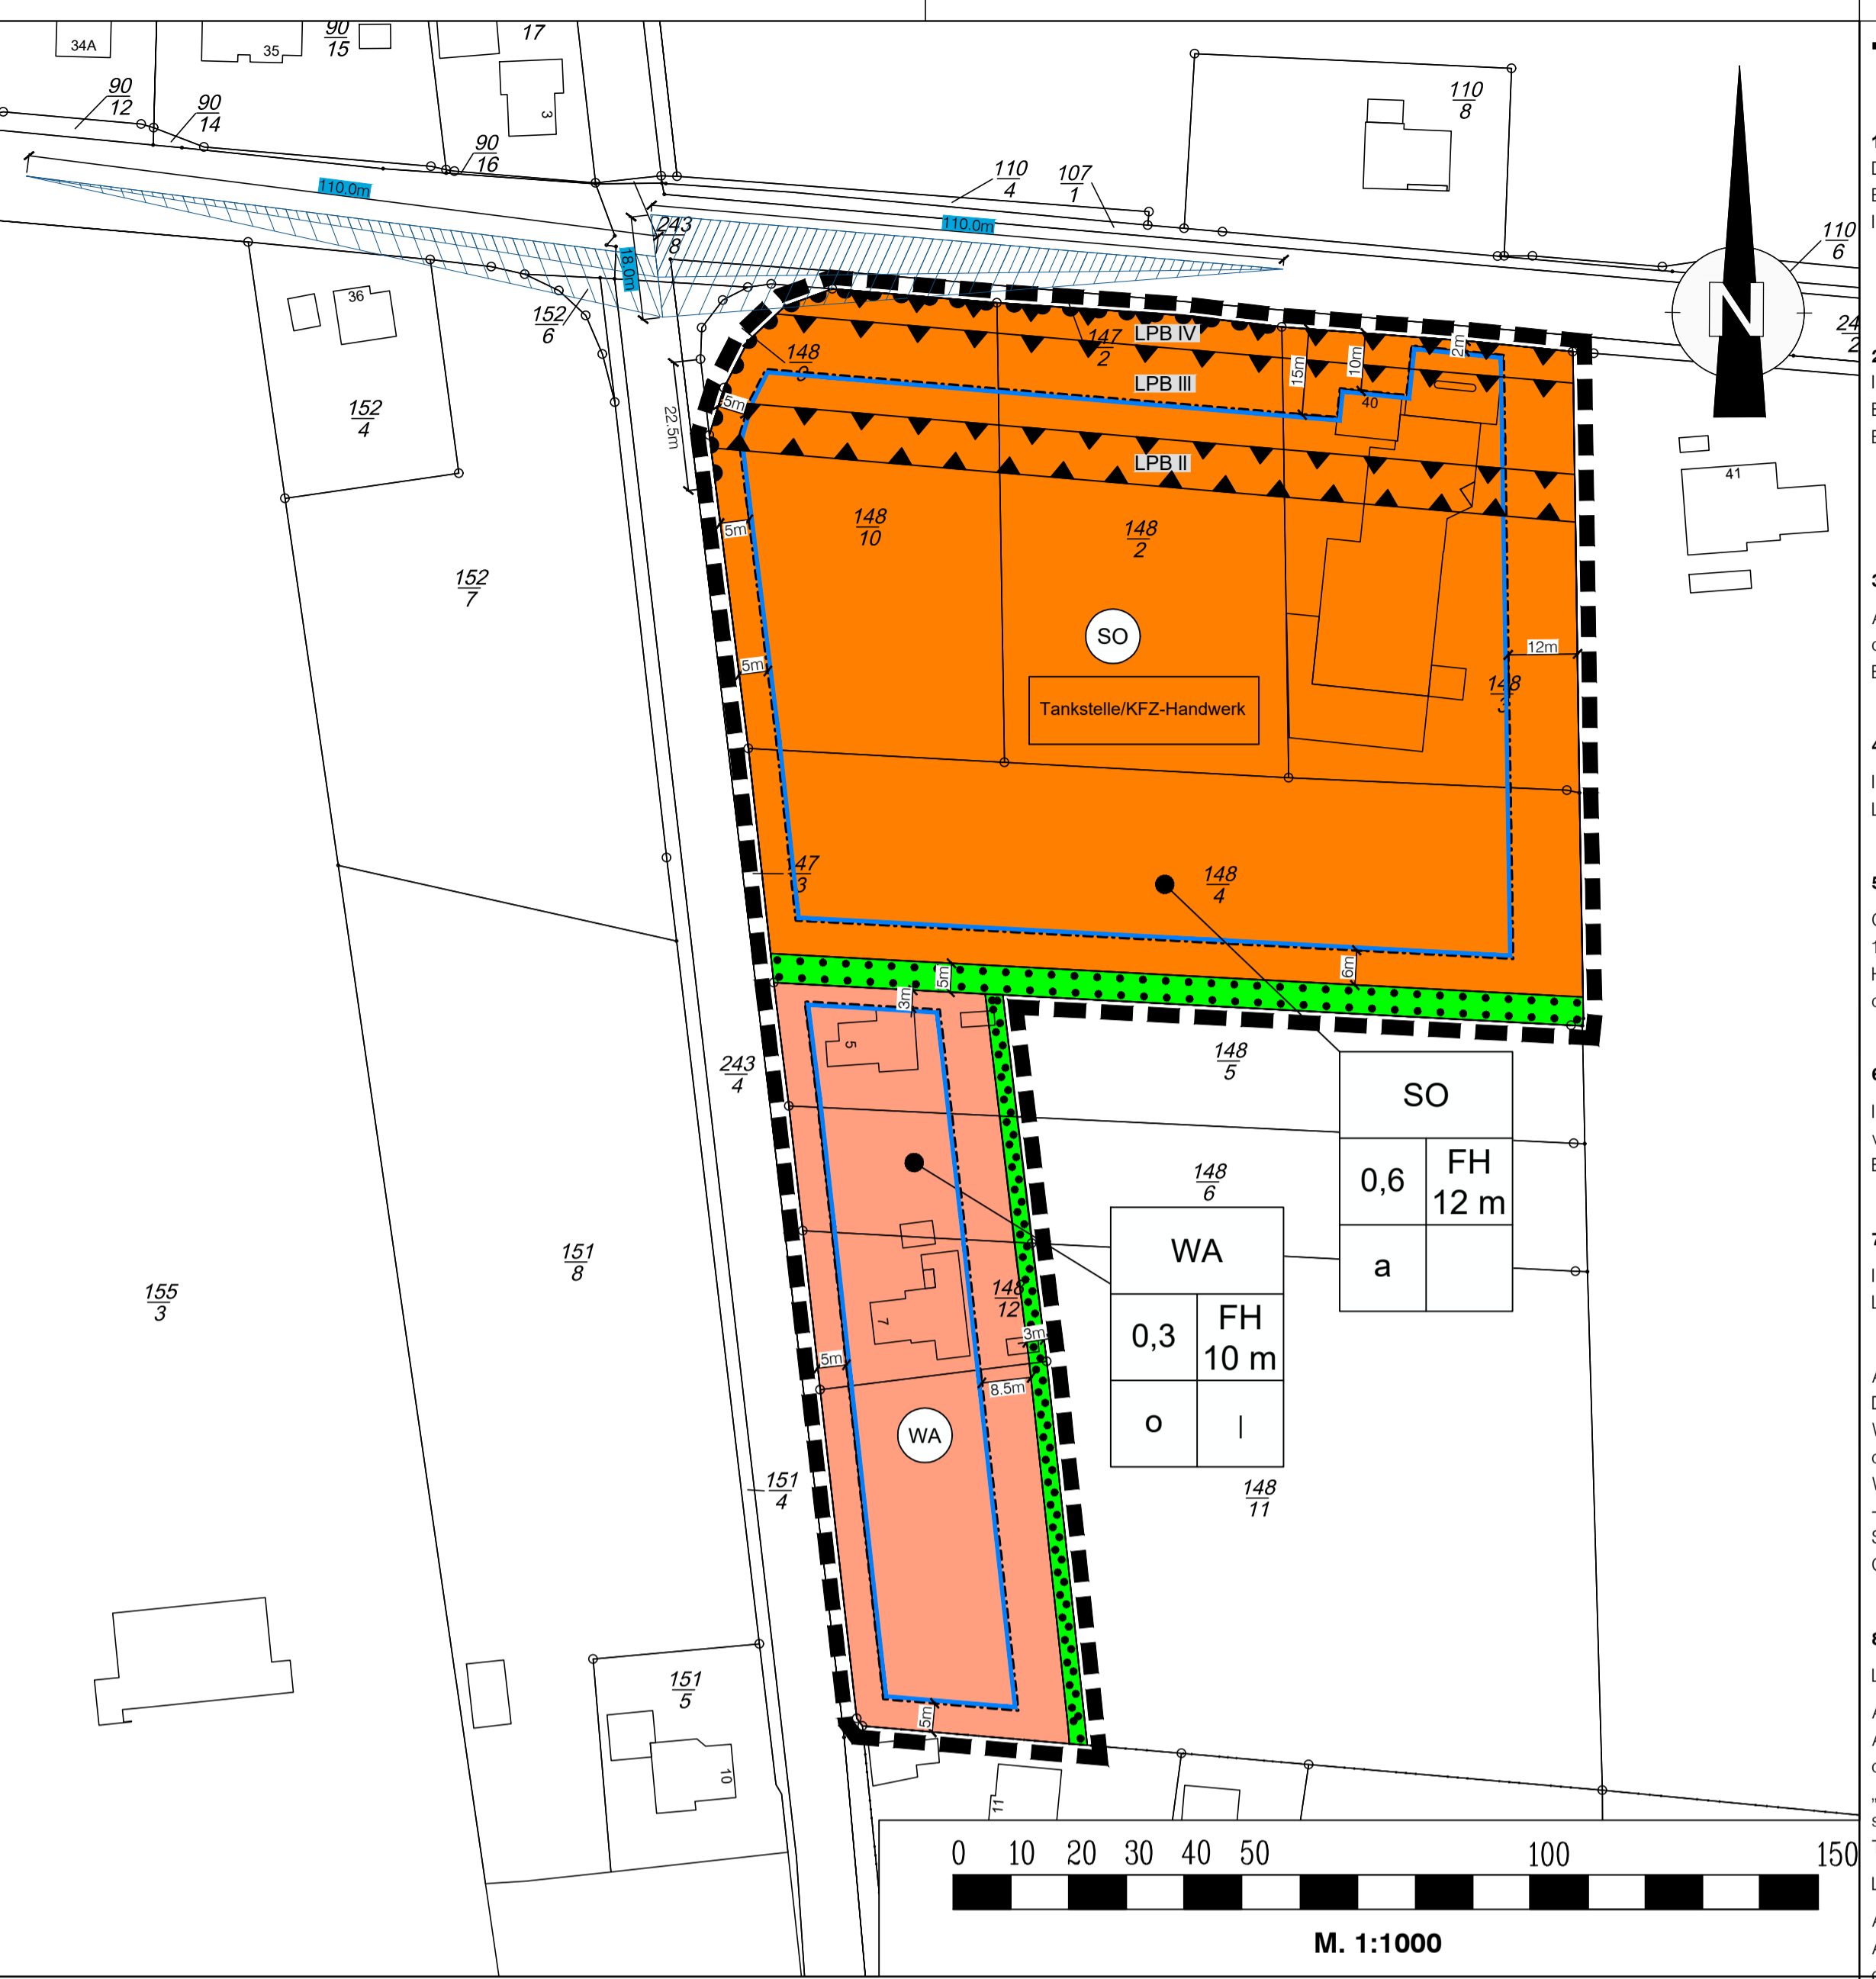 34A
35
90
15
17
3
90
12
90
14
90
16
110
8
110
4
107
1
110
6
110.0m
110.0m
243
8
18.0m
N
36
152
6
152
4
152
7
148
147
2
LPB IV
LPB III
LPB II
15m
10m
2m
40
41
5m
22.5m
5m
5m
148
10
148
2
SO
Tankstelle/KFZ-Handwerk
12m
148
3
147
3
148
4
6m
5m
3m
5
243
4
148
5
SO
0,6
FH
12 m
a
148
6
WA
0,3
FH
10 m
o
I
151
8
155
3
148
12
7
3m
5m
8.5m
WA
151
4
148
11
151
5
10
5m
11
0 10 20 30 40 50 100 150
M. 1:1000